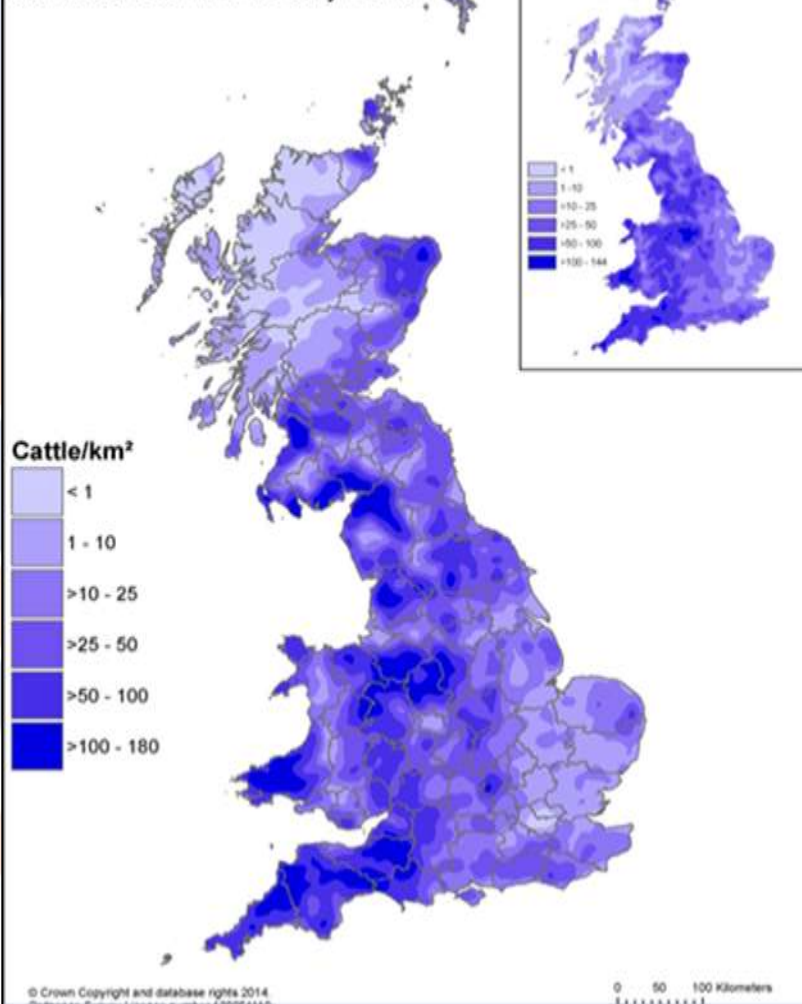 < 1
1 -10
>10 - 25
>25 - 50
>50 - 100
>100 - 144
Cattle/km²
< 1
1 - 10
>10 - 25
>25 - 50
>50 - 100
>100 - 180
0 50 100 Kilometers
© Crown Copyright and database rights 2014.